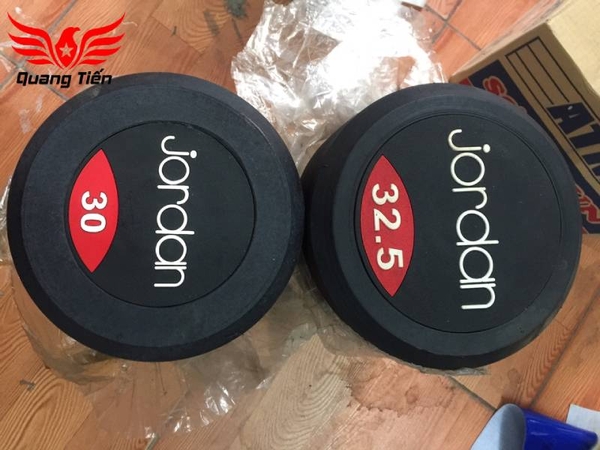 Quang Tiến
jordan
30
jordan
32.5